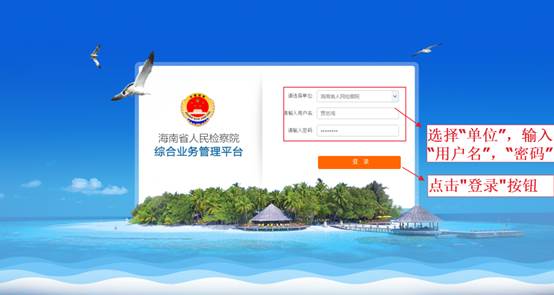 海南省人民检察院
综合业务管理平台
请选择单位:
海南省人民检察院
请输入用户名:
请输入密码:
********
登 录
选择"单位"，输入
"用户名"，"密码"
点击"登录"按钮